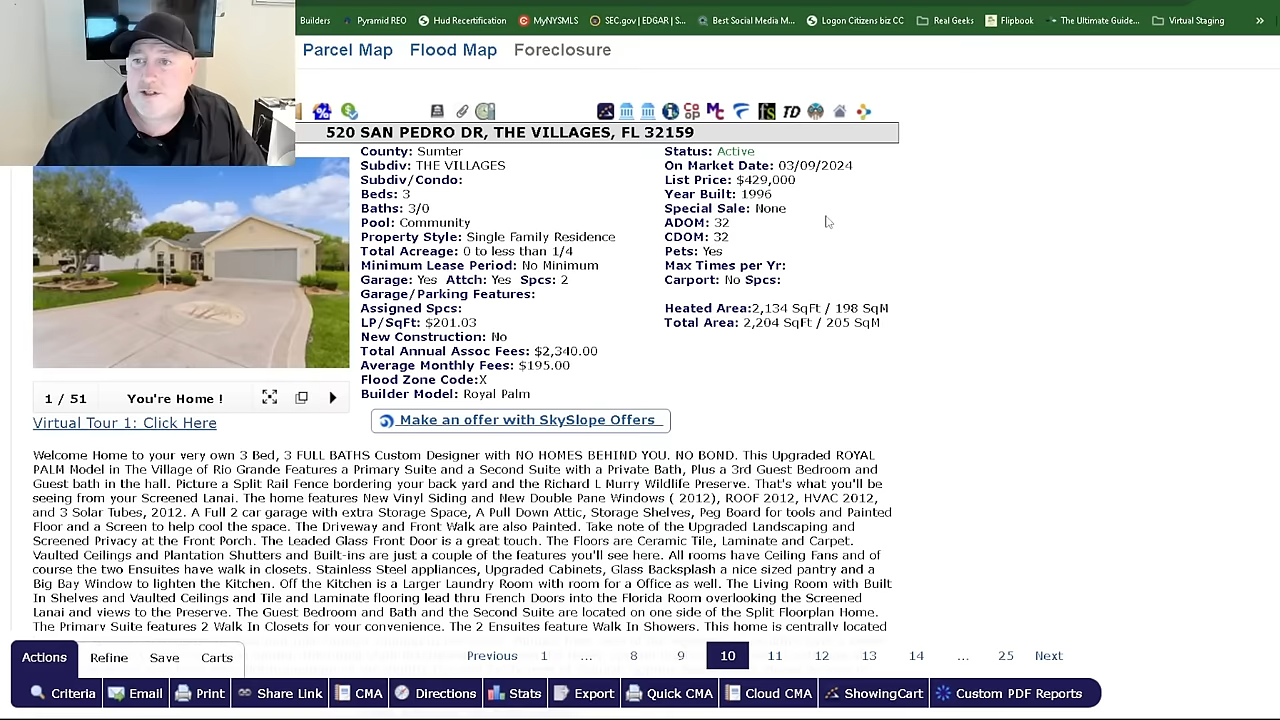 Builders Pyramid REO Hud Recertification MyNYSMLS SEC.gov | EDGAR | S... Best Social Media M... Logon Citizens biz CC Real Geeks Flipbook The Ultimate Guide... Virtual Staging »
Parcel Map Flood Map Foreclosure
520 SAN PEDRO DR, THE VILLAGES, FL 32159
County: Sumter
Subdiv: THE VILLAGES
Subdiv/Condo:
Beds: 3
Baths: 3/0
Pool: Community
Property Style: Single Family Residence
Total Acreage: 0 to less than 1/4
Minimum Lease Period: No Minimum
Garage: Yes Attch: Yes Spcs: 2
Garage/Parking Features:
Assigned Spcs:
LP/SqFt: $201.03
New Construction: No
Total Annual Assoc Fees: $2,340.00
Average Monthly Fees: $195.00
Flood Zone Code:X
Builder Model: Royal Palm
Status: Active
On Market Date: 03/09/2024
List Price: $429,000
Year Built: 1996
Special Sale: None
ADOM: 32
CDOM: 32
Pets: Yes
Max Times per Yr:
Carport: No Spcs:
Heated Area:2,134 SqFt / 198 SqM
Total Area: 2,204 SqFt / 205 SqM
1 / 51 You're Home !
Virtual Tour 1: Click Here
Make an offer with SkySlope Offers
Welcome Home to your very own 3 Bed, 3 FULL BATHS Custom Designer with NO HOMES BEHIND YOU. NO BOND. This Upgraded ROYAL
PALM Model in The Village of Rio Grande Features a Primary Suite and a Second Suite with a Private Bath, Plus a 3rd Guest Bedroom and
Guest bath in the hall. Picture a Split Rail Fence bordering your back yard and the Richard L Murry Wildlife Preserve. That's what you'll be
seeing from your Screened Lanai. The home features New Vinyl Siding and New Double Pane Windows ( 2012), ROOF 2012, HVAC 2012,
and 3 Solar Tubes, 2012. A Full 2 car garage with extra Storage Space, A Pull Down Attic, Storage Shelves, Peg Board for tools and Painted
Floor and a Screen to help cool the space. The Driveway and Front Walk are also Painted. Take note of the Upgraded Landscaping and
Screened Privacy at the Front Porch. The Leaded Glass Front Door is a great touch. The Floors are Ceramic Tile, Laminate and Carpet.
Vaulted Ceilings and Plantation Shutters and Built-ins are just a couple of the features you'll see here. All rooms have Ceiling Fans and of
course the two Ensuites have walk in closets. Stainless Steel appliances, Upgraded Cabinets, Glass Backsplash a nice sized pantry and a
Big Bay Window to lighten the Kitchen. Off the Kitchen is a Larger Laundry Room with room for a Office as well. The Living Room with Built
In Shelves and Vaulted Ceilings and Tile and Laminate flooring lead thru French Doors into the Florida Room overlooking the Screened
Lanai and views to the Preserve. The Guest Bedroom and Bath and the Second Suite are located on one side of the Split Floorplan Home.
The Primary Suite features 2 Walk In Closets for your convenience. The 2 Ensuites feature Walk In Showers. This home is centrally located
Actions Refine Save Carts
Previous 1 ... 8 9 10 11 12 13 14 ... 25 Next
Criteria Email Print Share Link CMA Directions Stats Export Quick CMA Cloud CMA ShowingCart Custom PDF Reports